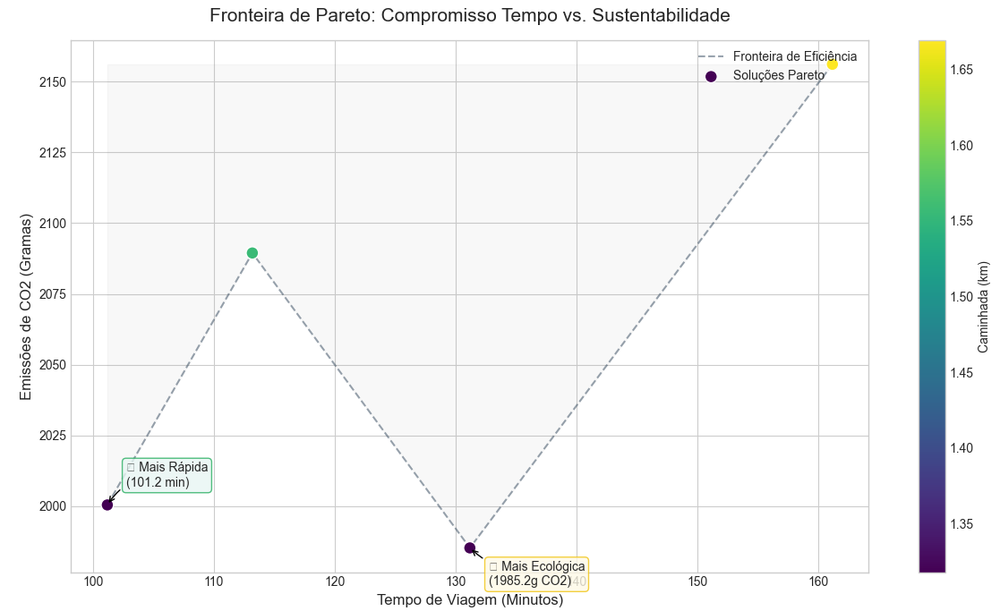 Fronteira de Pareto: Compromisso Tempo vs. Sustentabilidade
Fronteira de Eficiência
Soluções Pareto
Emissões de CO2 (Gramas)
2150
2125
2100
2075
2050
2025
2000
Mais Rápida
(101.2 min)
Mais Ecológica
(1985.2g CO2)
100
110
120
130
140
150
160
Tempo de Viagem (Minutos)
1.65
1.60
1.55
1.50
1.45
1.40
1.35
Caminhada (km)